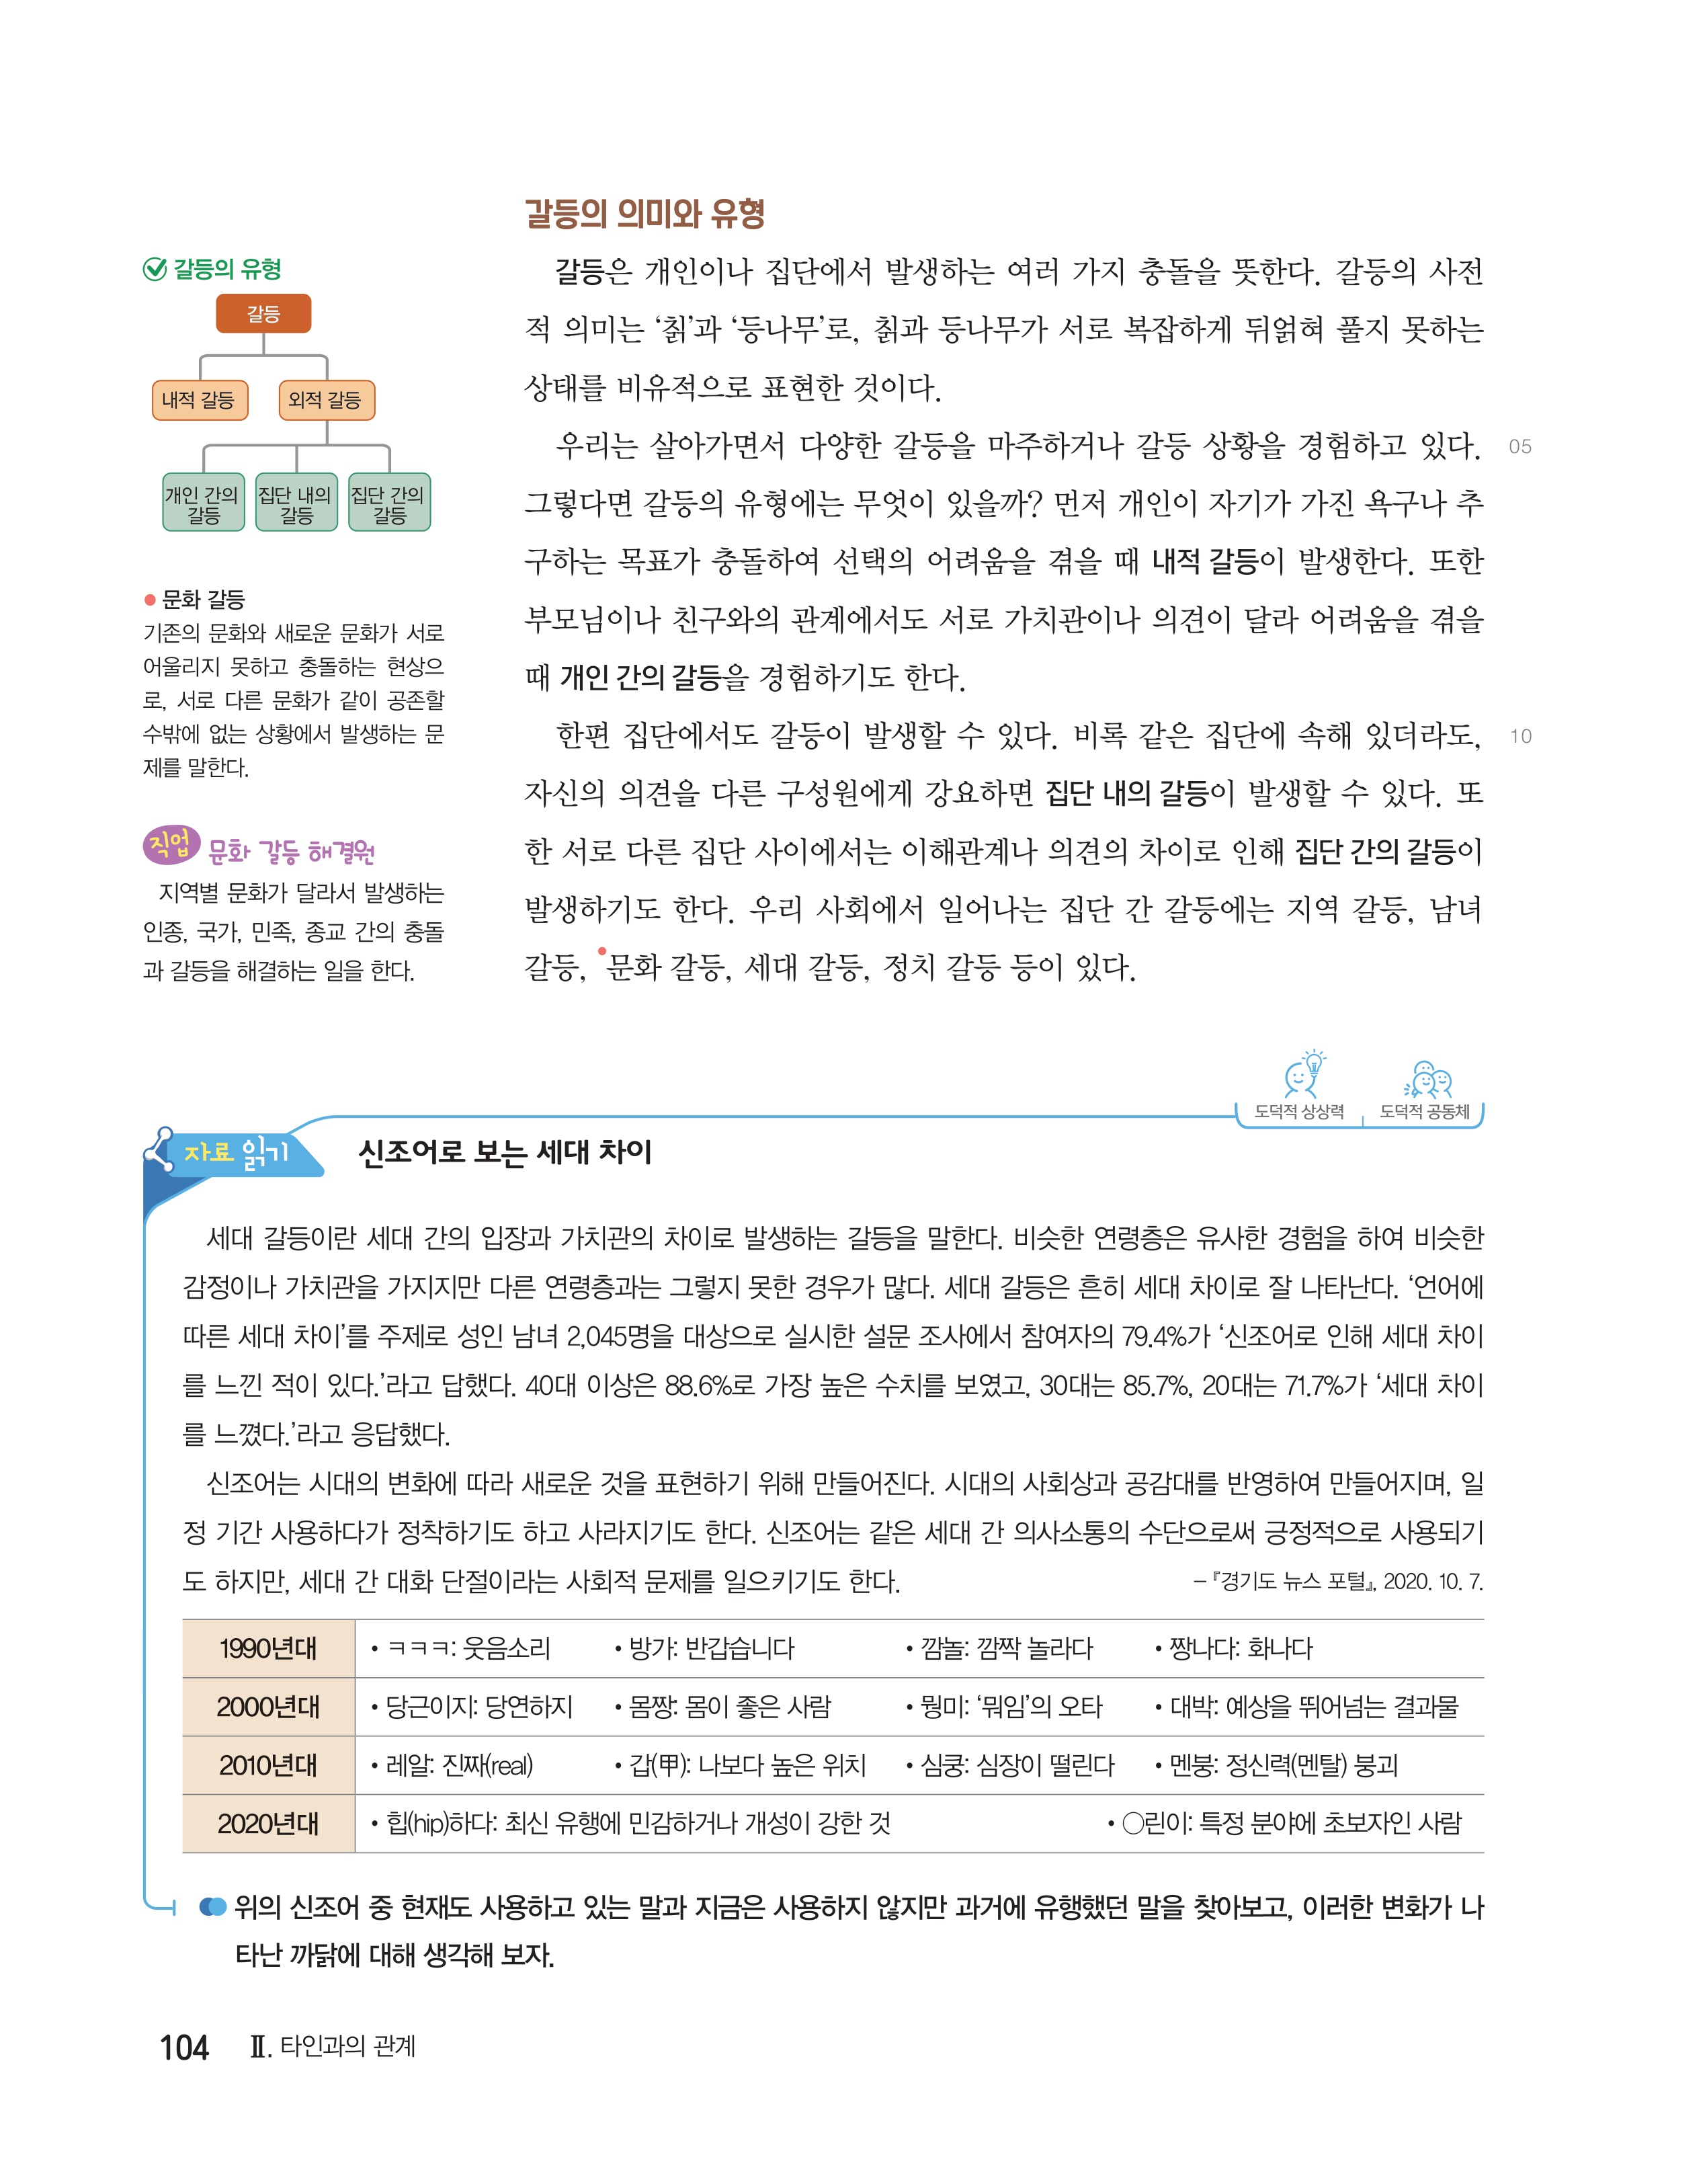 갈등의 의미와 유형
갈등은 개인이나 집단에서 발생하는 여러 가지 충돌을 뜻한다. 갈등의 사전
적 의미는 ‘칡’과 ‘등나무’로, 칡과 등나무가 서로 복잡하게 뒤얽혀 풀지 못하는
상태를 비유적으로 표현한 것이다.
우리는 살아가면서 다양한 갈등을 마주하거나 갈등 상황을 경험하고 있다. 05
그렇다면 갈등의 유형에는 무엇이 있을까? 먼저 개인이 자기가 가진 욕구나 추
구하는 목표가 충돌하여 선택의 어려움을 겪을 때 내적 갈등이 발생한다. 또한
부모님이나 친구와의 관계에서도 서로 가치관이나 의견이 달라 어려움을 겪을
때 개인 간의 갈등을 경험하기도 한다.
한편 집단에서도 갈등이 발생할 수 있다. 비록 같은 집단에 속해 있더라도, 10
자신의 의견을 다른 구성원에게 강요하면 집단 내의 갈등이 발생할 수 있다. 또
한 서로 다른 집단 사이에서는 이해관계나 의견의 차이로 인해 집단 간의 갈등이
발생하기도 한다. 우리 사회에서 일어나는 집단 간 갈등에는 지역 갈등, 남녀
갈등, •문화 갈등, 세대 갈등, 정치 갈등 등이 있다.
갈등의 유형
갈등
내적 갈등
외적 갈등
개인 간의
갈등
집단 내의
갈등
집단 간의
갈등
• 문화 갈등
기존의 문화와 새로운 문화가 서로
어울리지 못하고 충돌하는 현상으
로, 서로 다른 문화가 같이 공존할
수밖에 없는 상황에서 발생하는 문
제를 말한다.
직업 문화 갈등 해결원
지역별 문화가 달라서 발생하는
인종, 국가, 민족, 종교 간의 충돌
과 갈등을 해결하는 일을 한다.
도덕적 상상력
도덕적 공동체
자료 읽기
신조어로 보는 세대 차이
세대 갈등이란 세대 간의 입장과 가치관의 차이로 발생하는 갈등을 말한다. 비슷한 연령층은 유사한 경험을 하여 비슷한
감정이나 가치관을 가지지만 다른 연령층과는 그렇지 못한 경우가 많다. 세대 갈등은 흔히 세대 차이로 잘 나타난다. ‘언어에
따른 세대 차이’를 주제로 성인 남녀 2,045명을 대상으로 실시한 설문 조사에서 참여자의 79.4%가 ‘신조어로 인해 세대 차이
를 느낀 적이 있다.’라고 답했다. 40대 이상은 88.6%로 가장 높은 수치를 보였고, 30대는 85.7%, 20대는 71.7%가 ‘세대 차이
를 느꼈다.’라고 응답했다.
신조어는 시대의 변화에 따라 새로운 것을 표현하기 위해 만들어진다. 시대의 사회상과 공감대를 반영하여 만들어지며, 일
정 기간 사용하다가 정착하기도 하고 사라지기도 한다. 신조어는 같은 세대 간 의사소통의 수단으로써 긍정적으로 사용되기
도 하지만, 세대 간 대화 단절이라는 사회적 문제를 일으키기도 한다. – 『경기도 뉴스 포털』, 2020. 10. 7.
1990년대 • ㅋㅋㅋ: 웃음소리 • 방가: 반갑습니다 • 깜놀: 깜짝 놀라다 • 짱나다: 화나다
2000년대 • 당근이지: 당연하지 • 몸짱: 몸이 좋은 사람 • 뭥미: ‘뭐임’의 오타 • 대박: 예상을 뛰어넘는 결과물
2010년대 • 레알: 진짜(real) • 갑(甲): 나보다 높은 위치 • 심쿵: 심장이 떨린다 • 멘붕: 정신력(멘탈) 붕괴
2020년대 • 힙(hip)하다: 최신 유행에 민감하거나 개성이 강한 것 • ○린이: 특정 분야에 초보자인 사람
위의 신조어 중 현재도 사용하고 있는 말과 지금은 사용하지 않지만 과거에 유행했던 말을 찾아보고, 이러한 변화가 나
타난 까닭에 대해 생각해 보자.
104 Ⅱ. 타인과의 관계